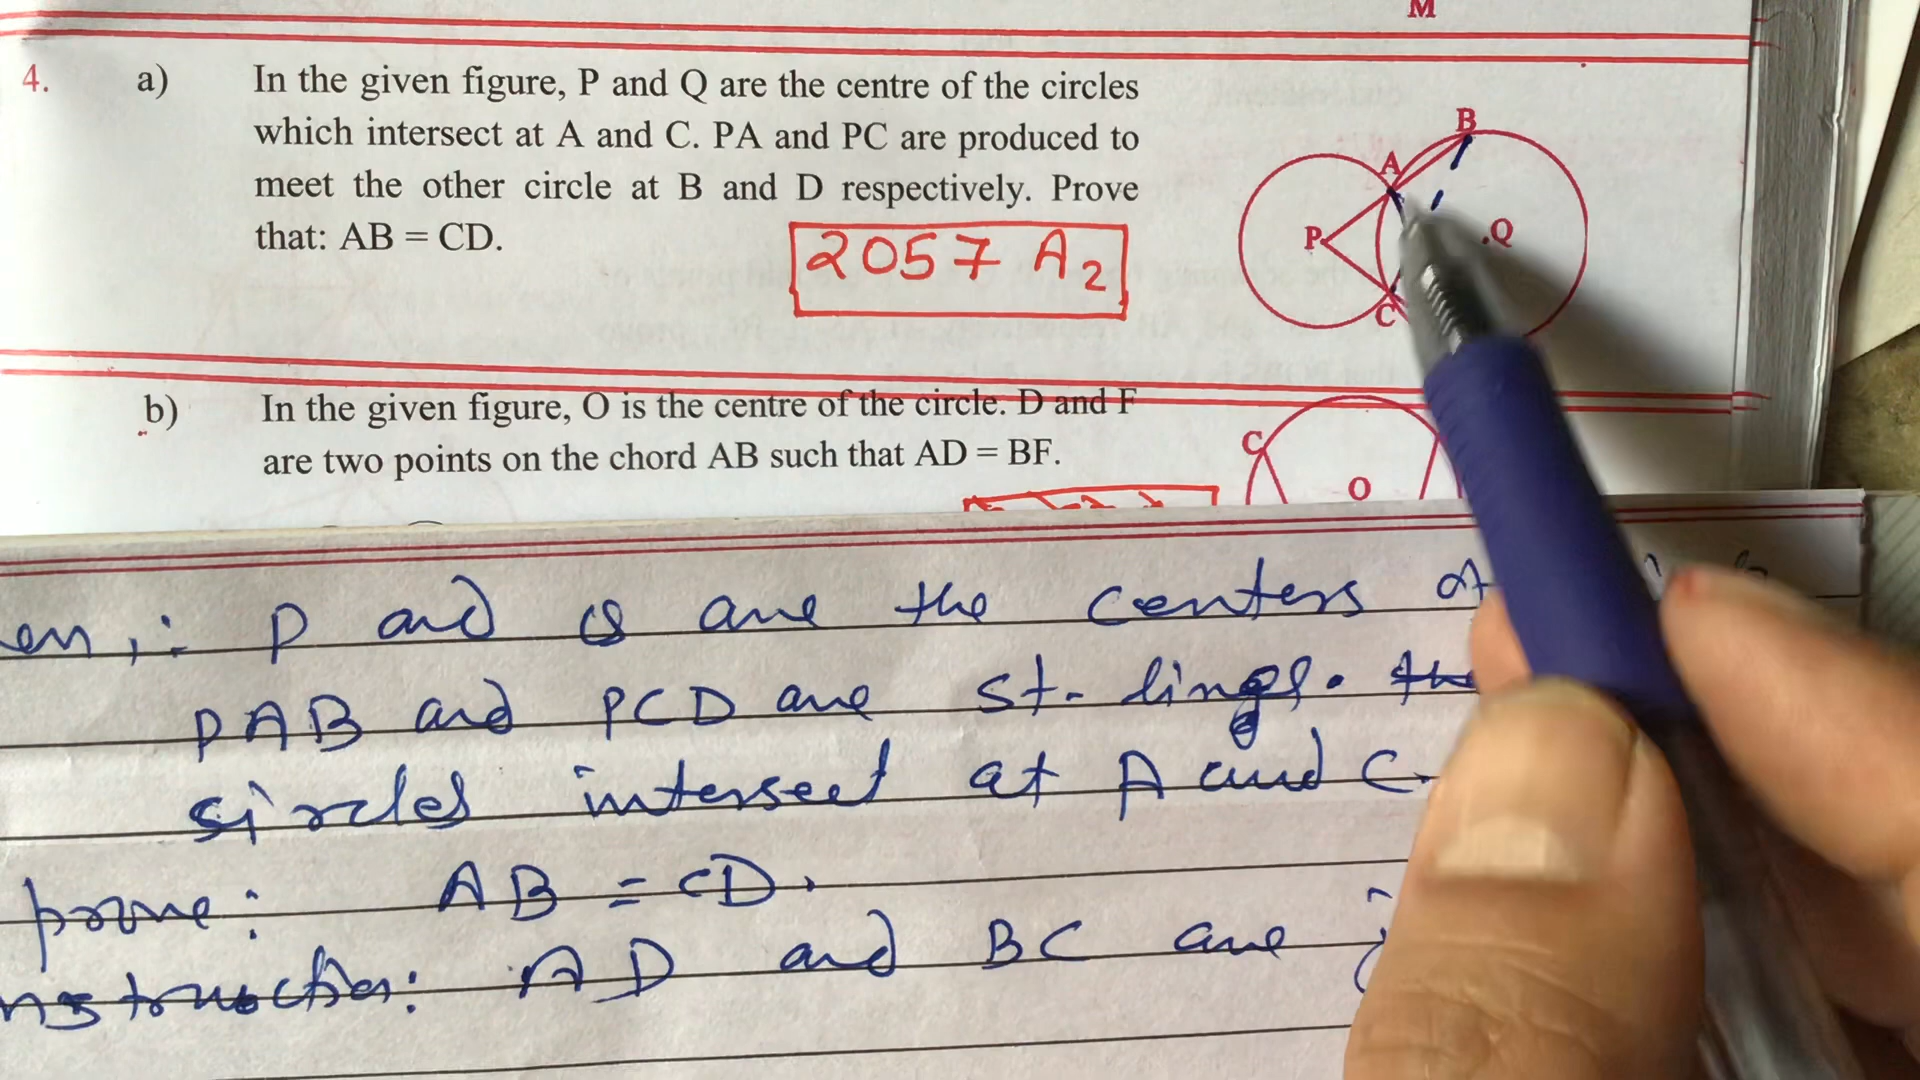 M
4. a) In the given figure, P and Q are the centre of the circles
which intersect at A and C. PA and PC are produced to
meet the other circle at B and D respectively. Prove
that: AB = CD.
2057 A2
B
A
P
.Q
C
b) In the given figure, O is the centre of the circle. D and F
are two points on the chord AB such that AD = BF.
C
O
P and Q are the centers of
PAB and PCD are st. lines. the
circles intersect at A and C.
prove: AB = CD.
nstruction: AD and BC are